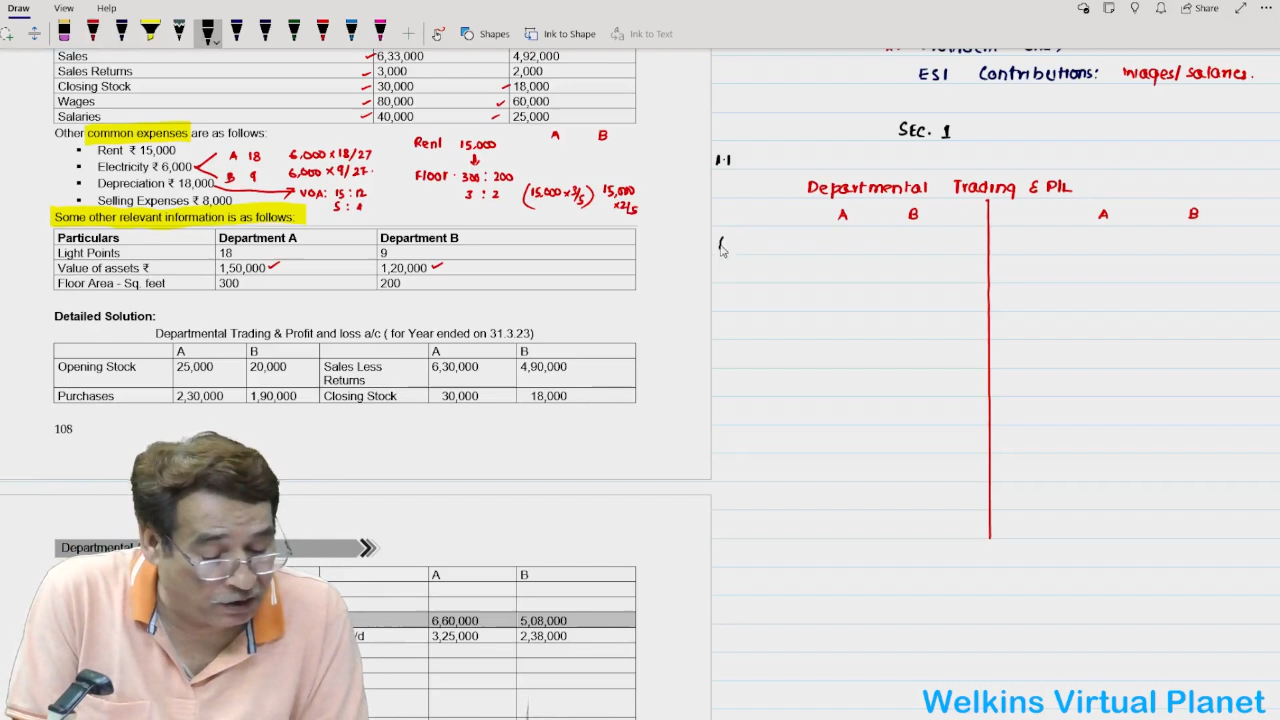 Draw View Help
Shapes Ink to Shape Ink to Text Share
Sales 6,33,000 4,92,000
Sales Returns 3,000 2,000
Closing Stock 30,000 18,000
Wages 80,000 60,000
Salaries 40,000 25,000
Other common expenses are as follows:
Rent ₹ 15,000
Electricity ₹ 6,000
Depreciation ₹ 18,000
Selling Expenses ₹ 8,000
A 18 6,000 x 18/27
B 9 6,000 x 9/27
VOA: 15 : 12
5 : 4
A B
Rent 15,000
Floor 300 : 200
3 : 2 (15,000 x 3/5) 15,000
x 2/5
Some other relevant information is as follows:
Particulars Department A Department B
Light Points 18 9
Value of assets ₹ 1,50,000 1,20,000
Floor Area - Sq. feet 300 200
Detailed Solution:
Departmental Trading & Profit and loss a/c ( for Year ended on 31.3.23)
A B A B
Opening Stock 25,000 20,000 Sales Less Returns 6,30,000 4,90,000
Purchases 2,30,000 1,90,000 Closing Stock 30,000 18,000
108
Departmental
A B
6,60,000 5,08,000
/d 3,25,000 2,38,000
ESI Contributions: Wages/salaries.
SEC. 1
1.1
Departmental Trading & P/L
A B A B
Welkins Virtual Planet